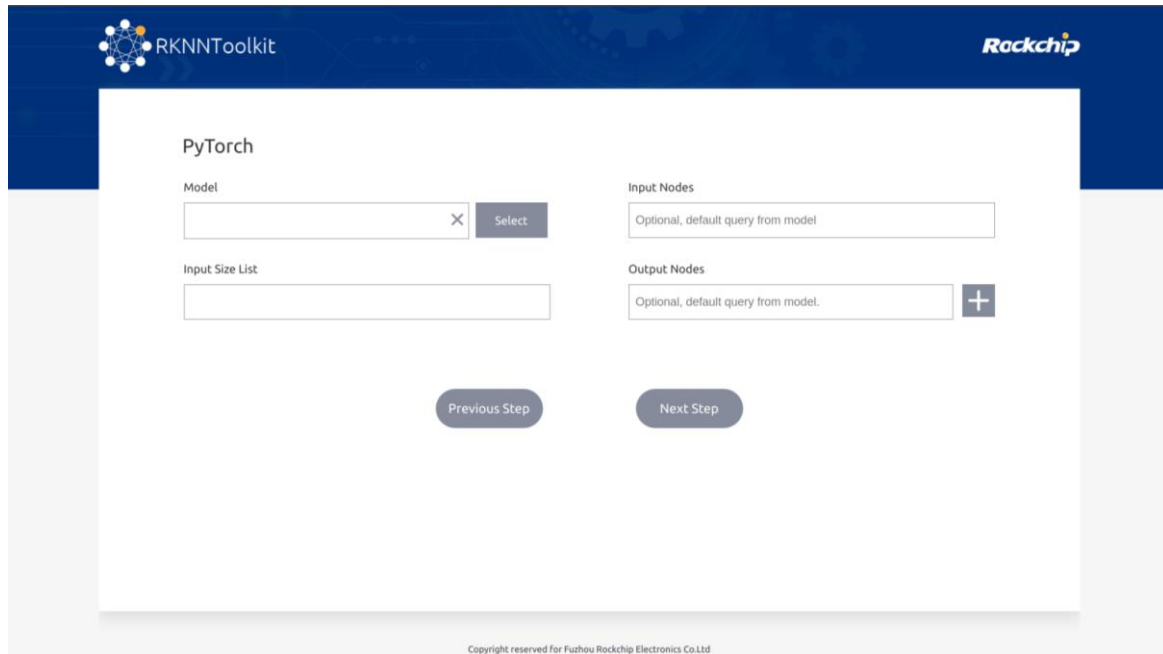 RKNNToolkit
Rockchip
PyTorch
Model
Input Nodes
Select
Optional, default query from model
Input Size List
Output Nodes
Optional, default query from model.
Previous Step
Next Step
Copyright reserved for Fuzhou Rockchip Electronics Co.Ltd